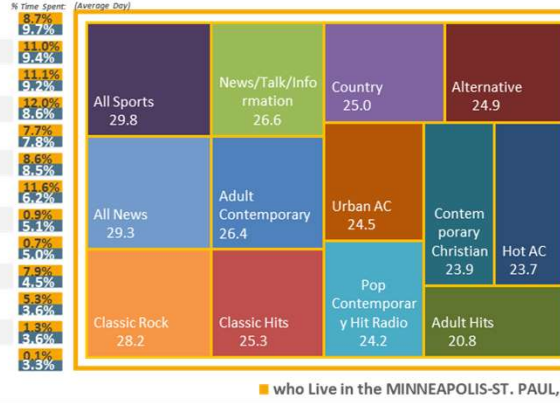 % Time Spent: (Average Day)
8.7%
9.7%
11.0%
9.4%
11.1%
9.2%
12.0%
8.6%
7.7%
7.8%
8.6%
8.5%
11.6%
6.2%
0.9%
5.1%
0.7%
5.0%
7.9%
4.5%
5.3%
3.6%
1.3%
3.6%
0.1%
3.3%
All Sports
29.8
News/Talk/Info
rmation
26.6
Country
25.0
Alternative
24.9
All News
29.3
Adult
Contemporary
26.4
Urban AC
24.5
Contem
porary
Christian
23.9
Hot AC
23.7
Classic Rock
28.2
Classic Hits
25.3
Pop
Contemporar
y Hit Radio
24.2
Adult Hits
20.8
who Live in the MINNEAPOLIS-ST. PAUL,